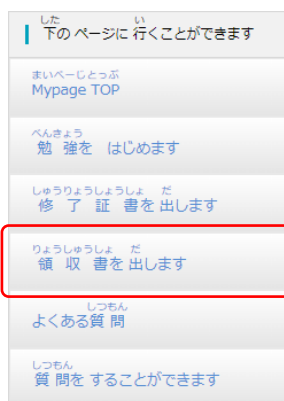 した い
下の ページに 行くことができます
まいぺーじとっぷ
Mypage TOP
べんきょう
勉 強を はじめます
しゅうりょうしょうしょ だ
修 了 証 書を 出します
りょうしゅうしょ だ
領 収 書を 出します
しつもん
よくある質 問
しつもん
質 問を することができます